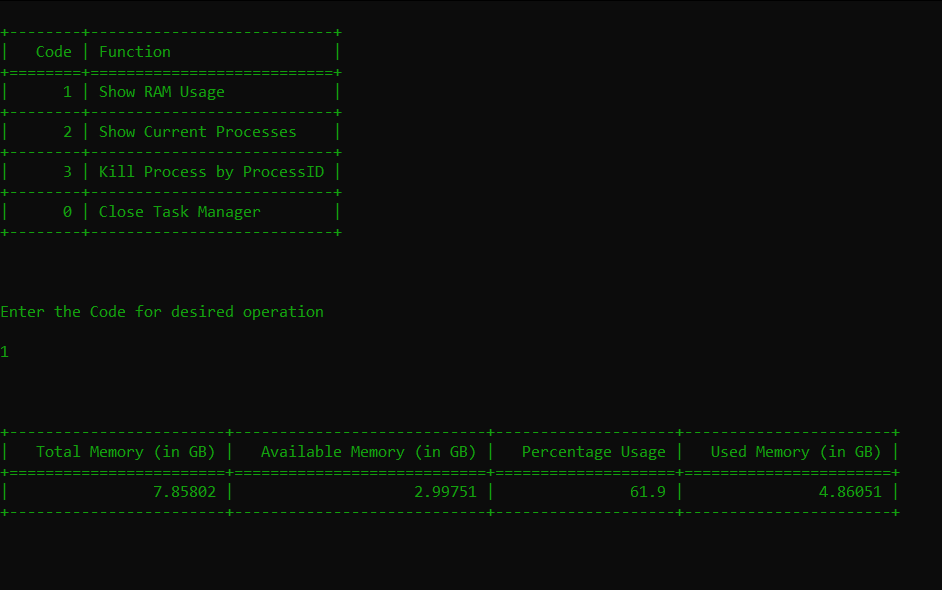 +--------+---------------------------+
|   Code | Function                  |
+========+===========================+
|      1 | Show RAM Usage            |
+--------+---------------------------+
|      2 | Show Current Processes    |
+--------+---------------------------+
|      3 | Kill Process by ProcessID |
+--------+---------------------------+
|      0 | Close Task Manager        |
+--------+---------------------------+
Enter the Code for desired operation
1
+------------------------+----------------------------+--------------------+-----------------------+
|   Total Memory (in GB) |   Available Memory (in GB) |   Percentage Usage |   Used Memory (in GB) |
+========================+============================+====================+=======================+
|                7.85802 |                    2.99751 |               61.9 |               4.86051 |
+------------------------+----------------------------+--------------------+-----------------------+